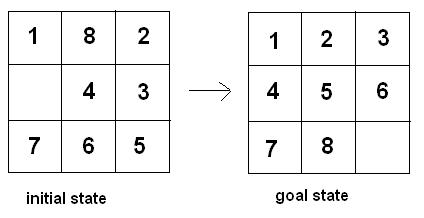 1 8 2
4 3
7 6 5
initial state
1 2 3
4 5 6
7 8
goal state